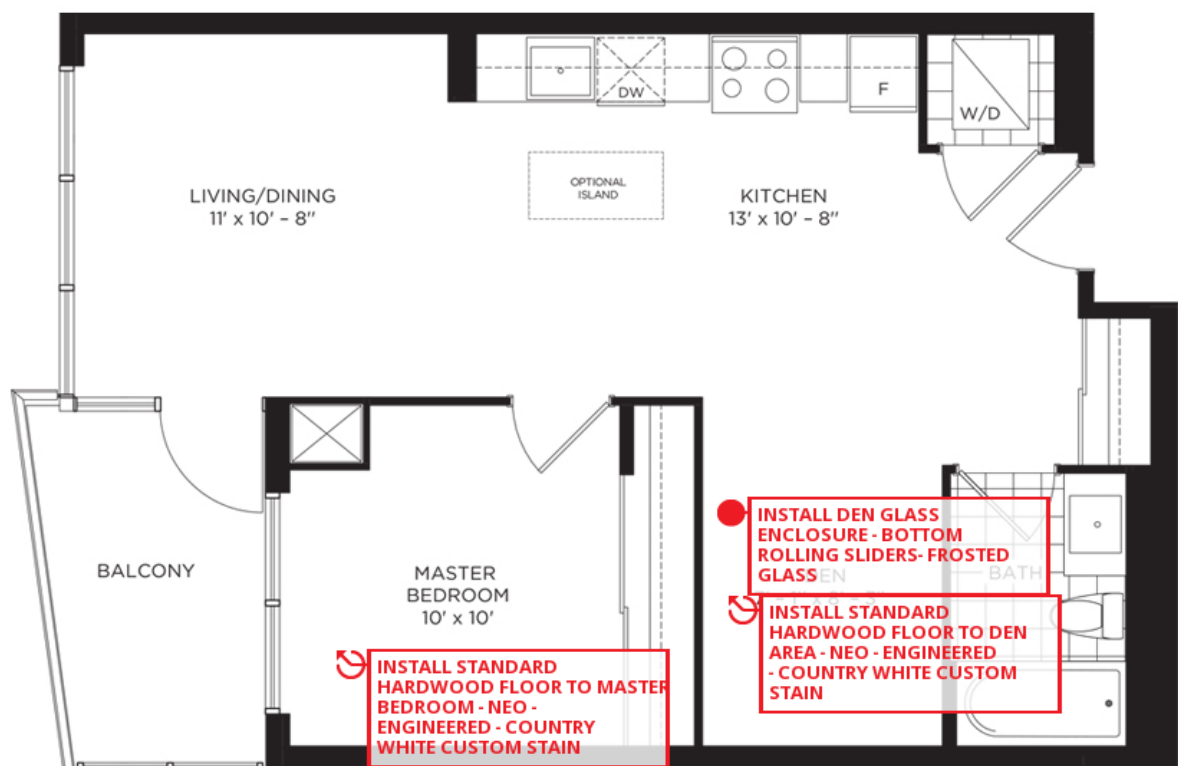 DW
F
W/D
LIVING/DINING
11' x 10' – 8"
OPTIONAL
ISLAND
KITCHEN
13' x 10' – 8"
BALCONY
MASTER
BEDROOM
10' x 10'
INSTALL DEN GLASS
ENCLOSURE - BOTTOM
ROLLING SLIDERS- FROSTED
GLASS
BATH
INSTALL STANDARD
HARDWOOD FLOOR TO DEN
AREA - NEO - ENGINEERED
- COUNTRY WHITE CUSTOM
STAIN
INSTALL STANDARD
HARDWOOD FLOOR TO MASTER
BEDROOM - NEO -
ENGINEERED - COUNTRY
WHITE CUSTOM STAIN